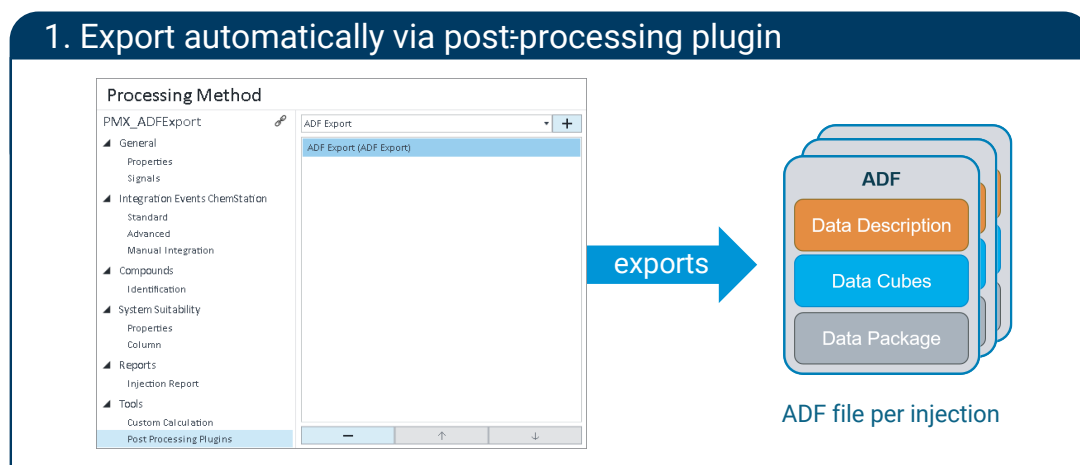 1. Export automatically via post-processing plugin
Processing Method
PMX_ADFExport
General
Properties
Signals
Integration Events ChemStation
Standard
Advanced
Manual Integration
Compounds
Identification
System Suitability
Properties
Column
Reports
Injection Report
Tools
Custom Calculation
Post Processing Plugins
ADF Export
+
ADF Export (ADF Export)
exports
ADF
Data Description
Data Cubes
Data Package
ADF file per injection